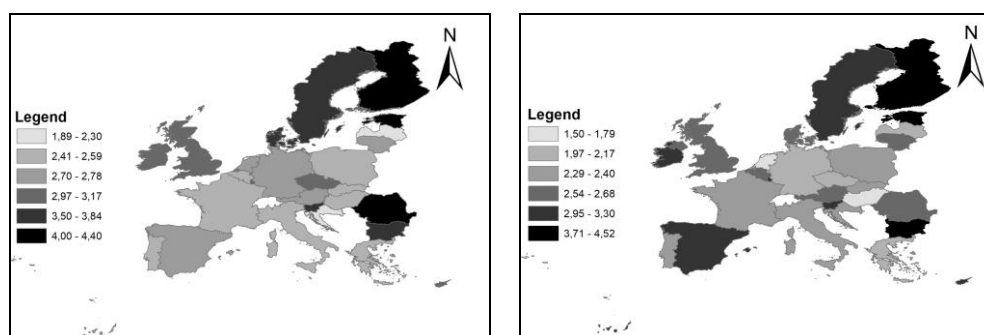 N
Legend
1,89 - 2,30
2,41 - 2,59
2,70 - 2,78
2,97 - 3,17
3,50 - 3,84
4,00 - 4,40
N
Legend
1,50 - 1,79
1,97 - 2,17
2,29 - 2,40
2,54 - 2,68
2,95 - 3,30
3,71 - 4,52